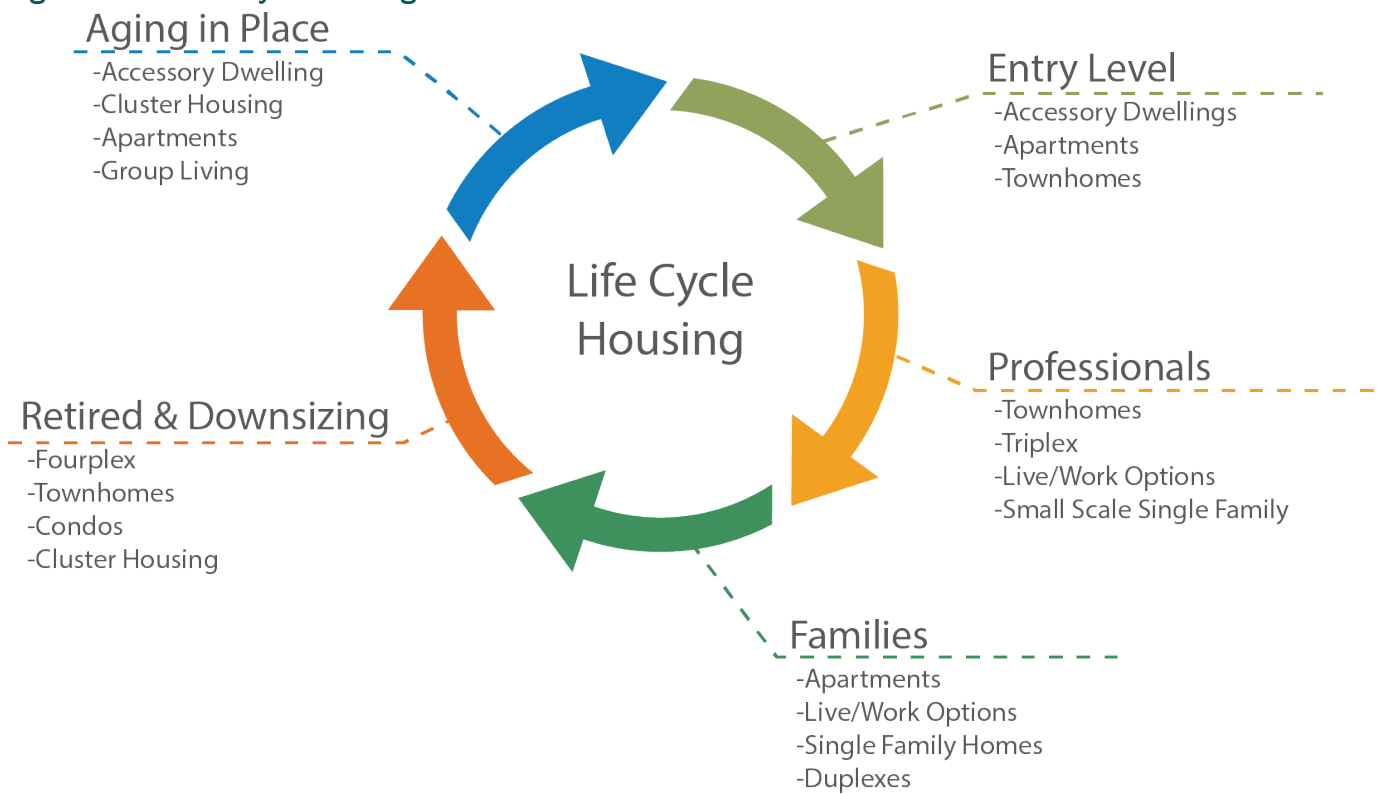 Aging in Place
-Accessory Dwelling
-Cluster Housing
-Apartments
-Group Living
Entry Level
-Accessory Dwellings
-Apartments
-Townhomes
Life Cycle
Housing
Professionals
-Townhomes
-Triplex
-Live/Work Options
-Small Scale Single Family
Retired & Downsizing
-Fourplex
-Townhomes
-Condos
-Cluster Housing
Families
-Apartments
-Live/Work Options
-Single Family Homes
-Duplexes